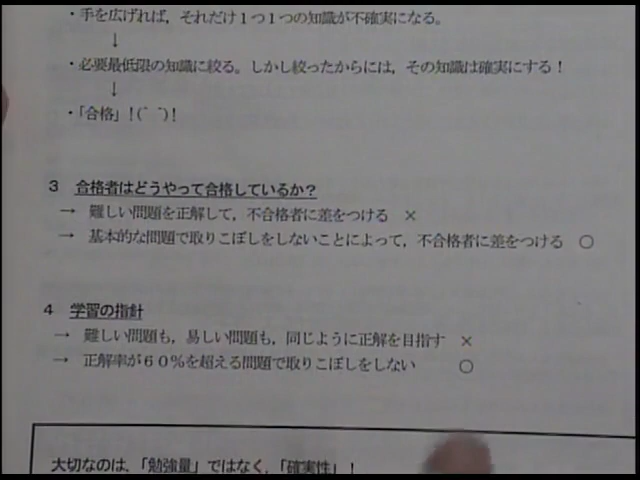 ・手を広げれば，それだけ１つ１つの知識が不確実になる。
↓
・必要最低限の知識に絞る。しかし絞ったからには，その知識は確実にする！
↓
・「合格」！(^ ^)！
3 合格者はどうやって合格しているか？
→ 難しい問題を正解して，不合格者に差をつける ×
→ 基本的な問題で取りこぼしをしないことによって，不合格者に差をつける ○
4 学習の指針
→ 難しい問題も，易しい問題も，同じように正解を目指す ×
→ 正解率が６０％を超える問題で取りこぼしをしない ○
大切なのは、「勉強量」ではなく、「確実性」！